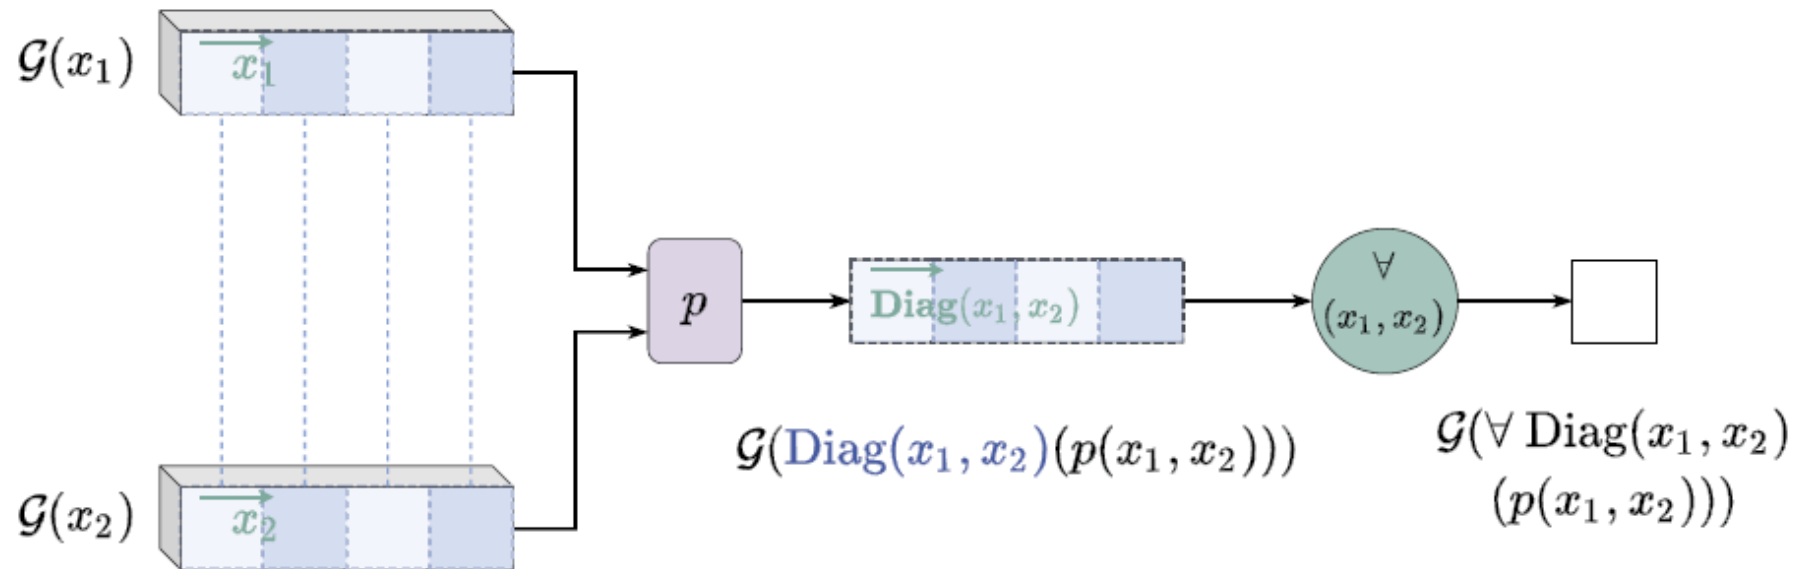 𝒢(x₁)
x₁
p
Diag(x₁, x₂)
∀
(x₁, x₂)
𝒢(Diag(x₁, x₂)(p(x₁, x₂)))
𝒢(∀ Diag(x₁, x₂)
(p(x₁, x₂)))
𝒢(x₂)
x₂